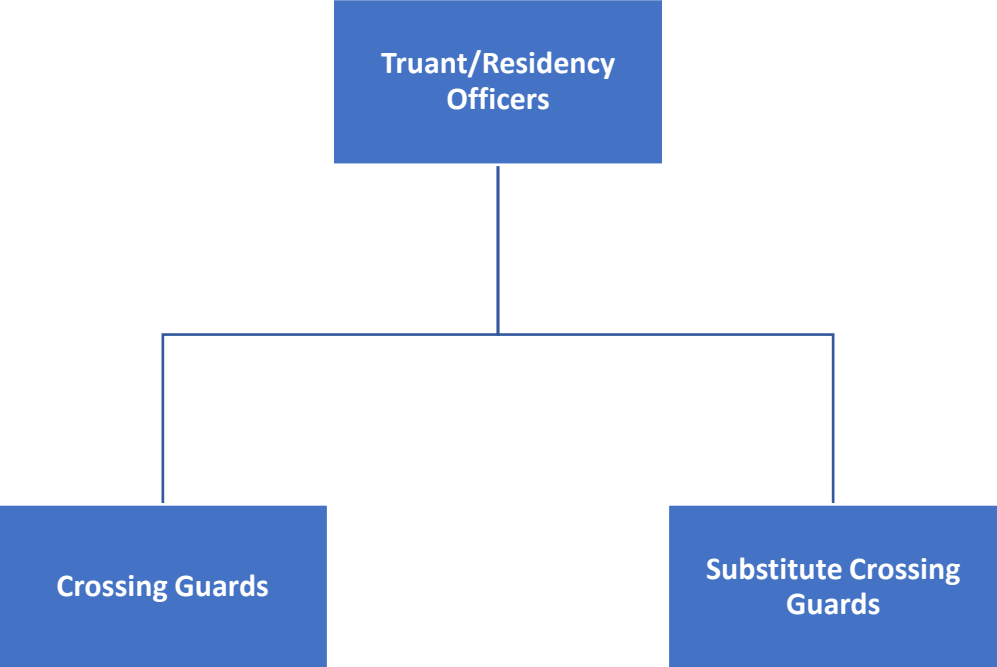 Truant/Residency
Officers
Crossing Guards
Substitute Crossing
Guards